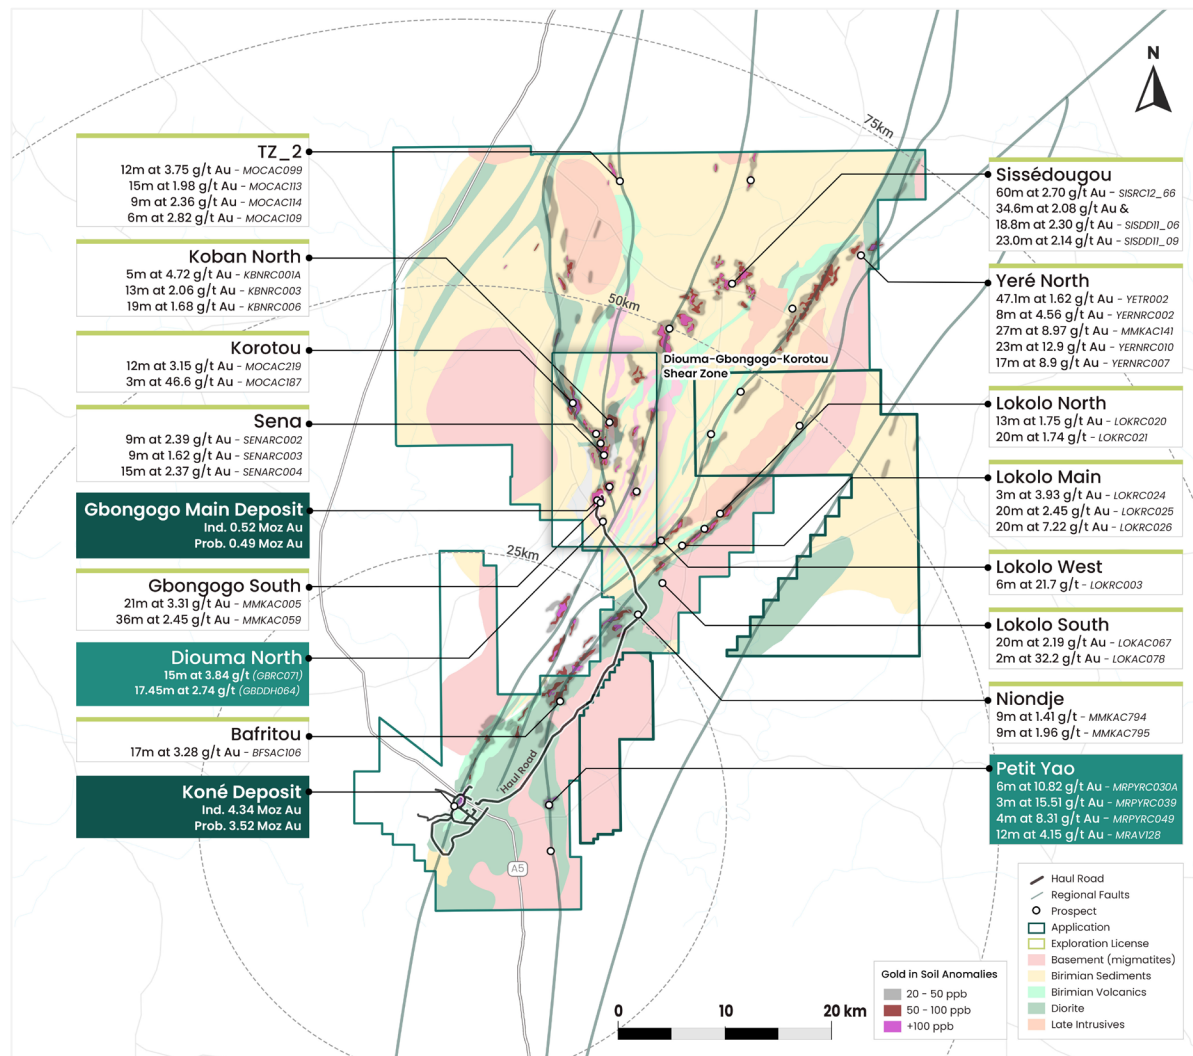 N
75km
50km
25km
TZ_2
12m at 3.75 g/t Au - MOCAC099
15m at 1.98 g/t Au - MOCAC113
9m at 2.36 g/t Au - MOCAC114
6m at 2.82 g/t Au - MOCAC109
Koban North
5m at 4.72 g/t Au - KBNRC001A
13m at 2.06 g/t Au - KBNRC003
19m at 1.68 g/t Au - KBNRC006
Korotou
12m at 3.15 g/t Au - MOCAC219
3m at 46.6 g/t Au - MOCAC187
Sena
9m at 2.39 g/t Au - SENARC002
9m at 1.62 g/t Au - SENARC003
15m at 2.37 g/t Au - SENARC004
Gbongogo Main Deposit
Ind. 0.52 Moz Au
Prob. 0.49 Moz Au
Gbongogo South
21m at 3.31 g/t Au - MMKAC005
36m at 2.45 g/t Au - MMKAC059
Diouma North
15m at 3.84 g/t (GBRC071)
17.45m at 2.74 g/t (GBDDH064)
Bafritou
17m at 3.28 g/t Au - BFSAC106
Koné Deposit
Ind. 4.34 Moz Au
Prob. 3.52 Moz Au
Diouma-Gbongogo-Korotou
Shear Zone
Haul Road
A5
Sissédougou
60m at 2.70 g/t Au - SISRC12_66
34.6m at 2.08 g/t Au &
18.8m at 2.30 g/t Au - SISDD11_06
23.0m at 2.14 g/t Au - SISDD11_09
Yeré North
47.1m at 1.62 g/t Au - YETR002
8m at 4.56 g/t Au - YERNRC002
27m at 8.97 g/t Au - MMKAC141
23m at 12.9 g/t Au - YERNRC010
17m at 8.9 g/t Au - YERNRC007
Lokolo North
13m at 1.75 g/t Au - LOKRC020
20m at 1.74 g/t - LOKRC021
Lokolo Main
3m at 3.93 g/t Au - LOKRC024
20m at 2.45 g/t Au - LOKRC025
20m at 7.22 g/t Au - LOKRC026
Lokolo West
6m at 21.7 g/t - LOKRC003
Lokolo South
20m at 2.19 g/t Au - LOKAC067
2m at 32.2 g/t Au - LOKAC078
Niondje
9m at 1.41 g/t - MMKAC794
9m at 1.96 g/t - MMKAC795
Petit Yao
6m at 10.82 g/t Au - MRPYRC030A
3m at 15.51 g/t Au - MRPYRC039
4m at 8.31 g/t Au - MRPYRC049
12m at 4.15 g/t Au - MRAV128
Haul Road
Regional Faults
Prospect
Application
Exploration License
Basement (migmatites)
Birimian Sediments
Birimian Volcanics
Diorite
Late Intrusives
Gold in Soil Anomalies
20 - 50 ppb
50 - 100 ppb
+100 ppb
0 10 20 km